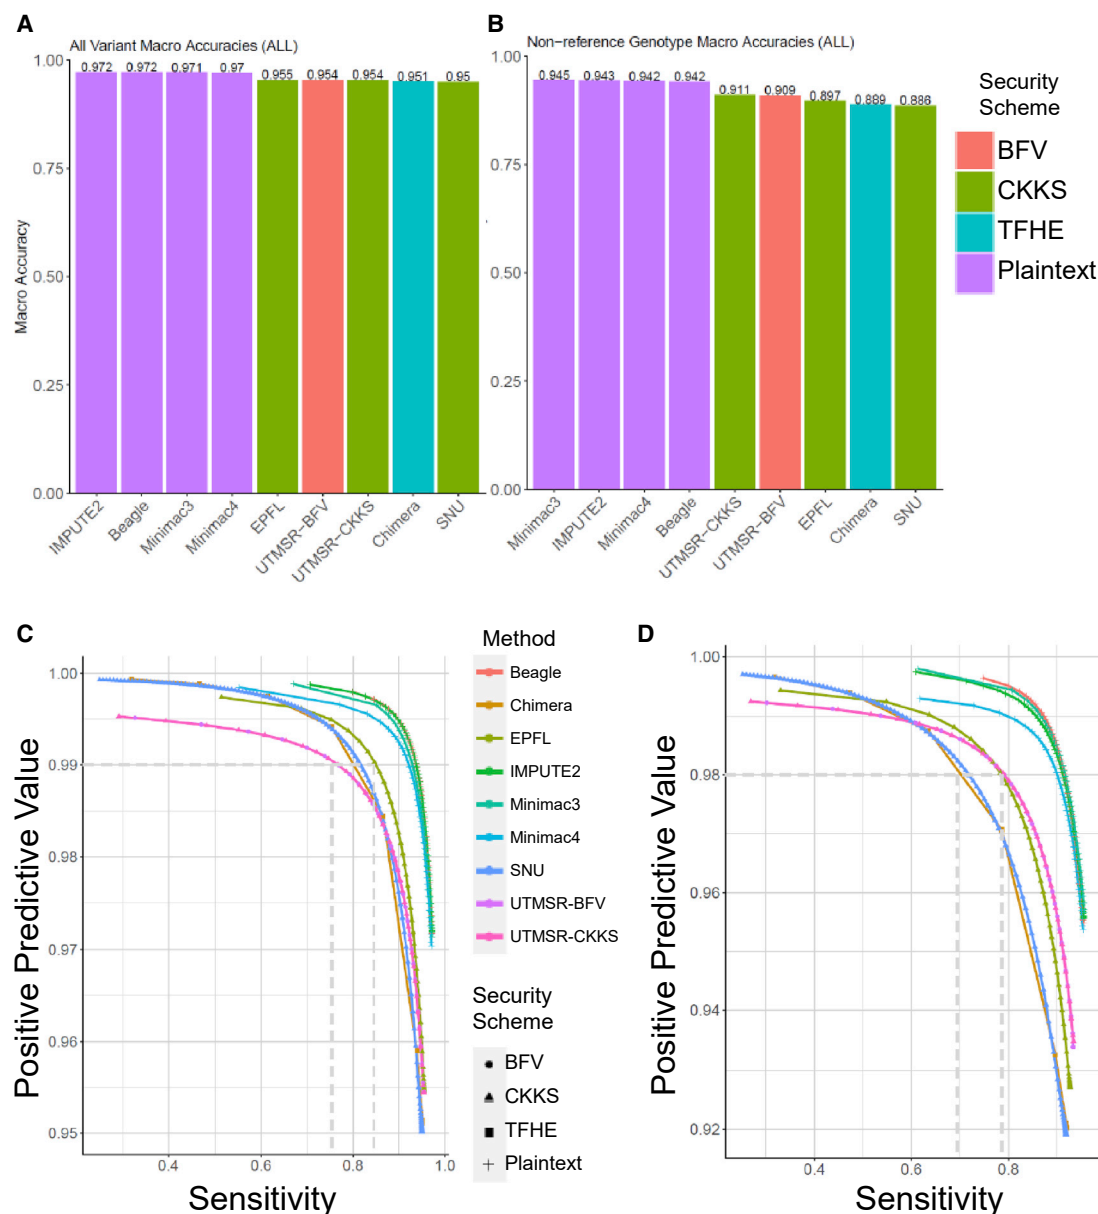 A
B
All Variant Macro Accuracies (ALL)
Non−reference Genotype Macro Accuracies (ALL)
Macro Accuracy
1.00
0.75
0.50
0.25
0.00
0.972
0.972
0.971
0.97
0.955
0.954
0.954
0.951
0.95
IMPUTE2
Beagle
Minimac3
Minimac4
EPFL
UTMSR−BFV
UTMSR−CKKS
Chimera
SNU
1.00
0.75
0.50
0.25
0.00
0.945
0.943
0.942
0.942
0.911
0.909
0.897
0.889
0.886
Minimac3
IMPUTE2
Minimac4
Beagle
UTMSR−CKKS
UTMSR−BFV
EPFL
Chimera
SNU
Security
Scheme
BFV
CKKS
TFHE
Plaintext
C
Positive Predictive Value
1.00
0.99
0.98
0.97
0.96
0.95
0.4
0.6
0.8
1.0
Sensitivity
Method
Beagle
Chimera
EPFL
IMPUTE2
Minimac3
Minimac4
SNU
UTMSR-BFV
UTMSR-CKKS
Security
Scheme
BFV
CKKS
TFHE
Plaintext
D
Positive Predictive Value
1.00
0.98
0.96
0.94
0.92
0.4
0.6
0.8
Sensitivity